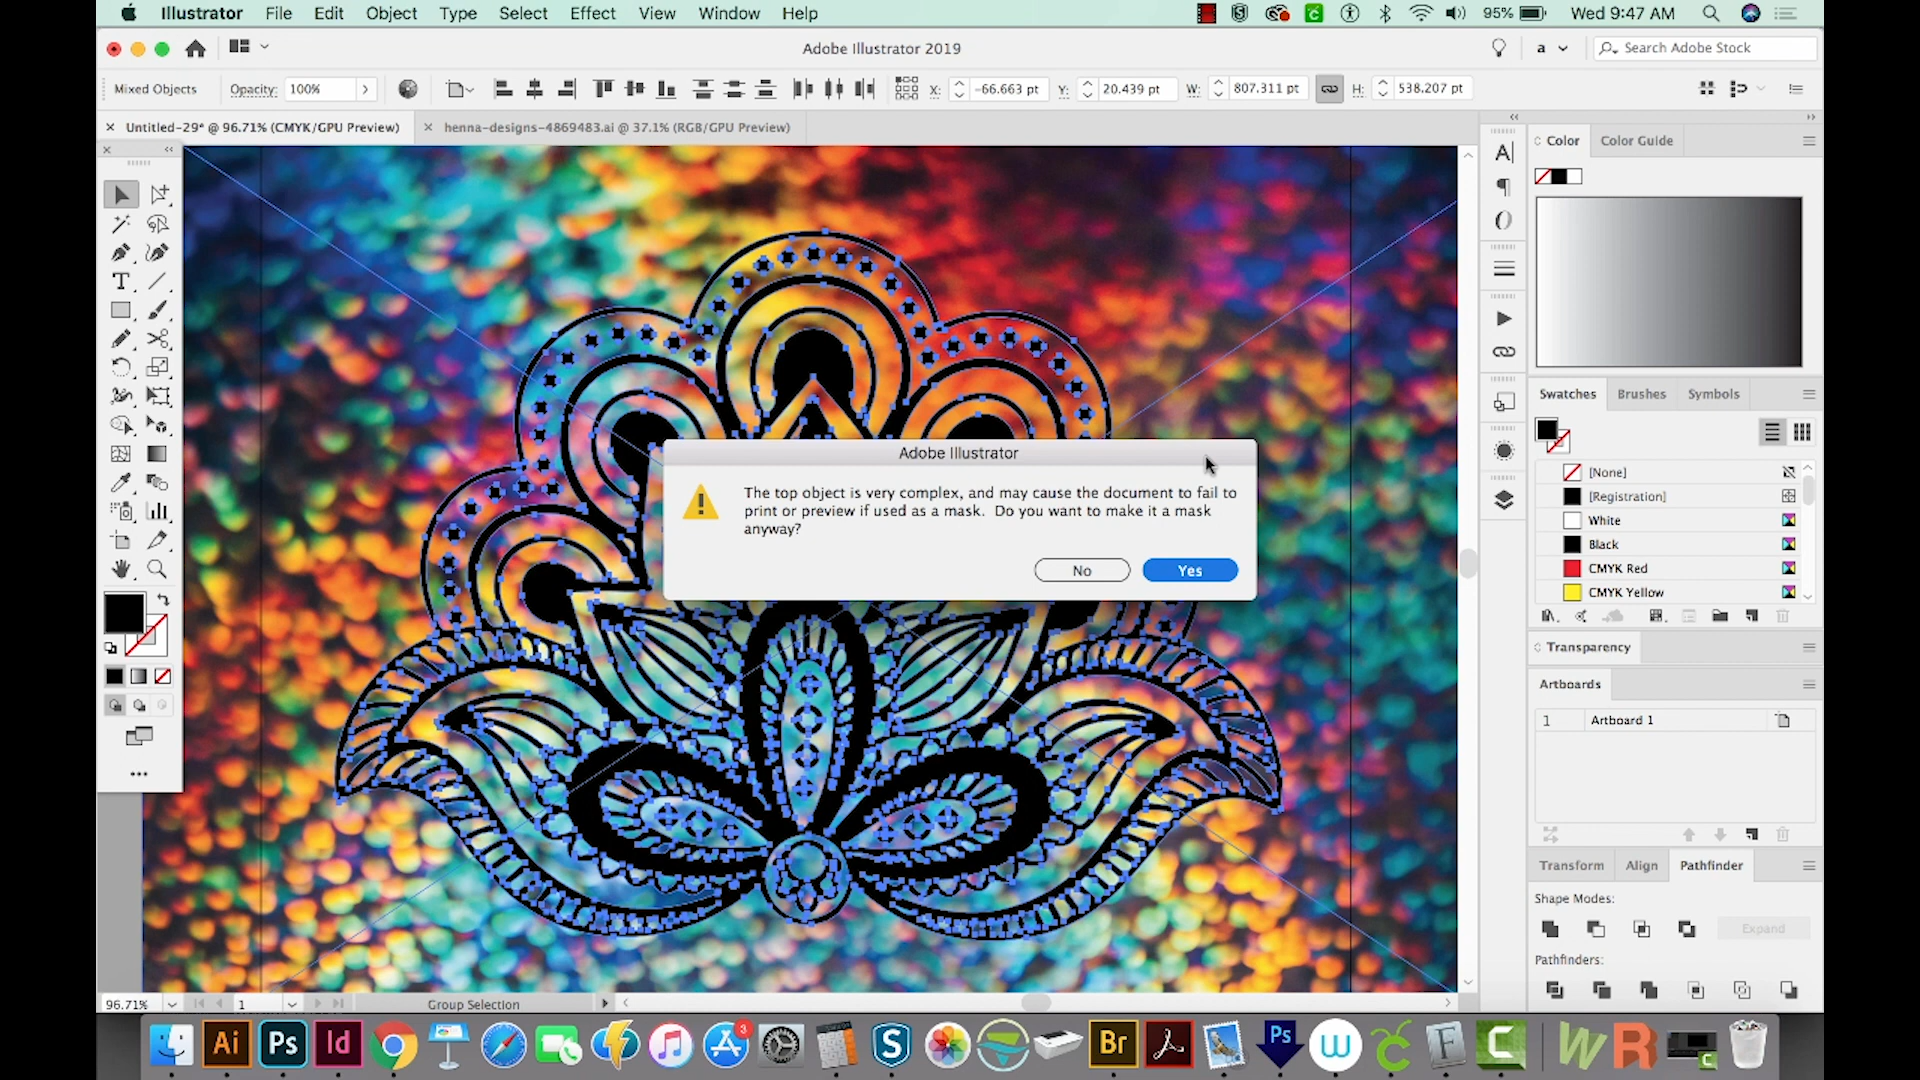 Illustrator File Edit Object Type Select Effect View Window Help 95% Wed 9:47 AM
Adobe Illustrator 2019
a
Search Adobe Stock
Mixed Objects Opacity: 100% X: -66.663 pt Y: 20.439 pt W: 807.311 pt H: 538.207 pt
Untitled-29* @ 96.71% (CMYK/GPU Preview) henna-designs-4869483.ai @ 37.1% (RGB/GPU Preview)
Color Color Guide
Swatches Brushes Symbols
[None]
[Registration]
White
Black
CMYK Red
CMYK Yellow
Transparency
Artboards
1 Artboard 1
Transform Align Pathfinder
Shape Modes:
Expand
Pathfinders:
Adobe Illustrator
The top object is very complex, and may cause the document to fail to
print or preview if used as a mask. Do you want to make it a mask
anyway?
No Yes
96.71% 1 Group Selection
Ai Ps Id 3 S Br Ps W F C W R C